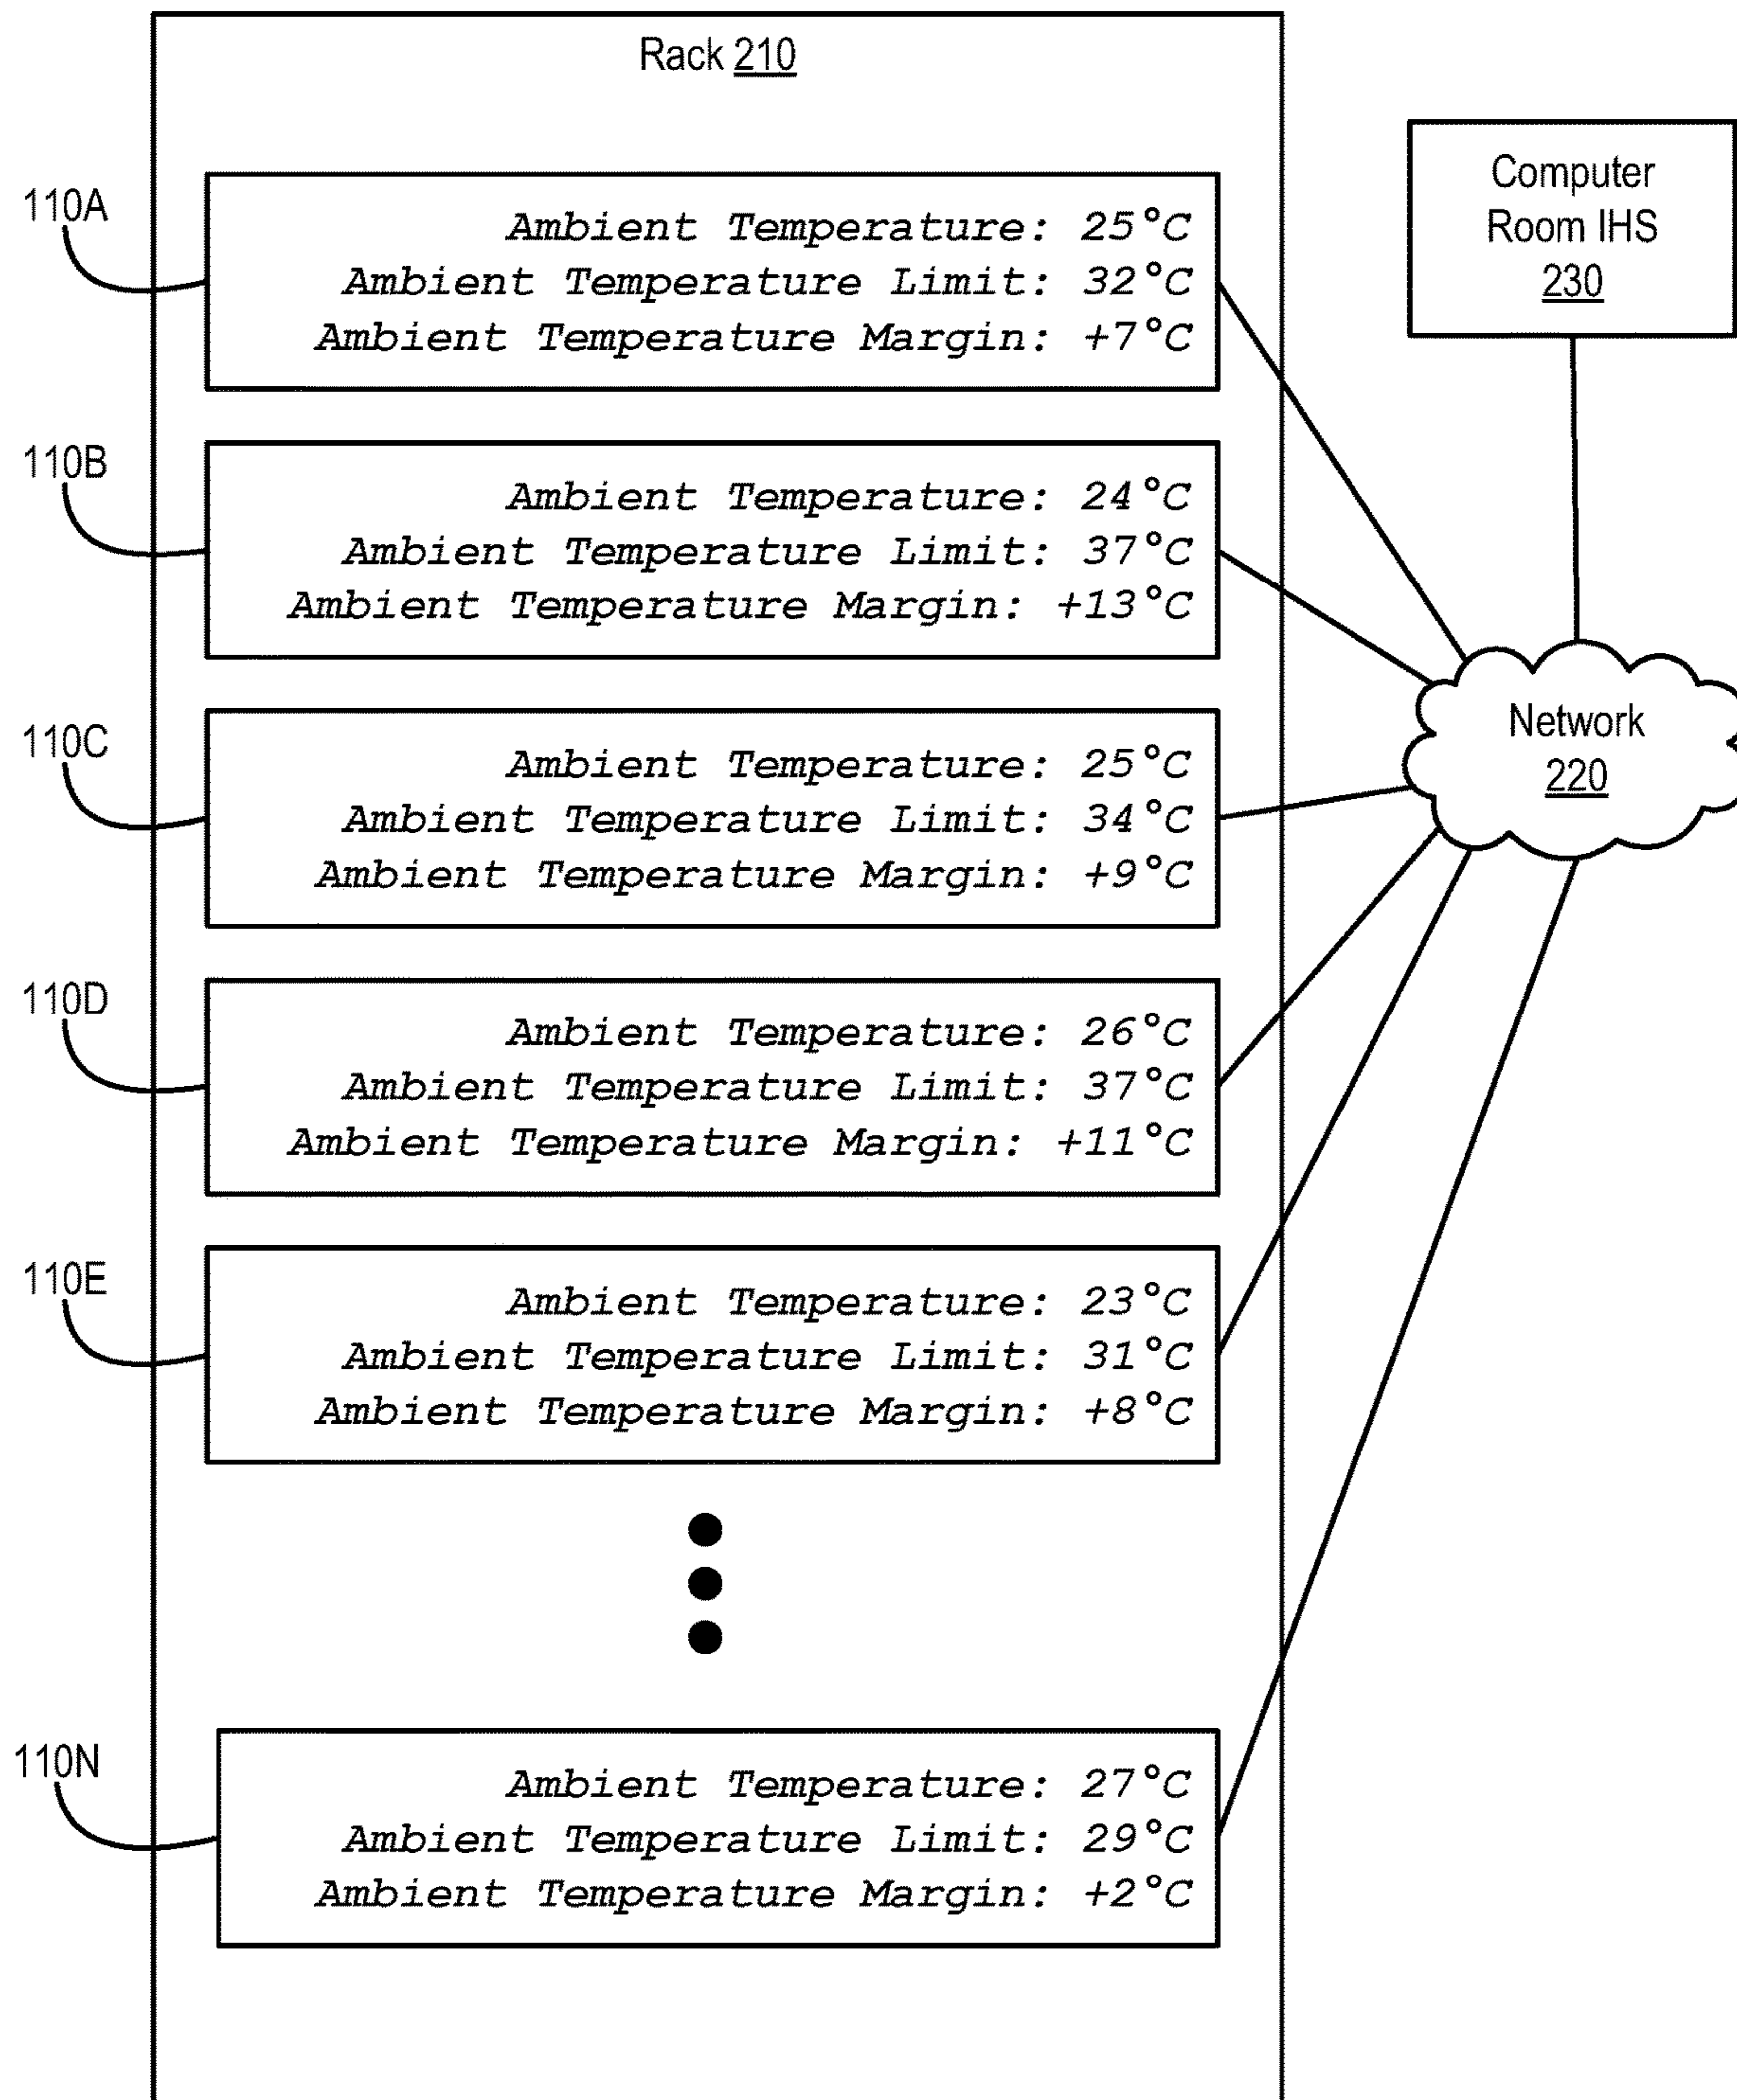 Rack 210
110A
Ambient Temperature: 25°C
Ambient Temperature Limit: 32°C
Ambient Temperature Margin: +7°C
110B
Ambient Temperature: 24°C
Ambient Temperature Limit: 37°C
Ambient Temperature Margin: +13°C
110C
Ambient Temperature: 25°C
Ambient Temperature Limit: 34°C
Ambient Temperature Margin: +9°C
110D
Ambient Temperature: 26°C
Ambient Temperature Limit: 37°C
Ambient Temperature Margin: +11°C
110E
Ambient Temperature: 23°C
Ambient Temperature Limit: 31°C
Ambient Temperature Margin: +8°C
110N
Ambient Temperature: 27°C
Ambient Temperature Limit: 29°C
Ambient Temperature Margin: +2°C
Computer
Room IHS
230
Network
220